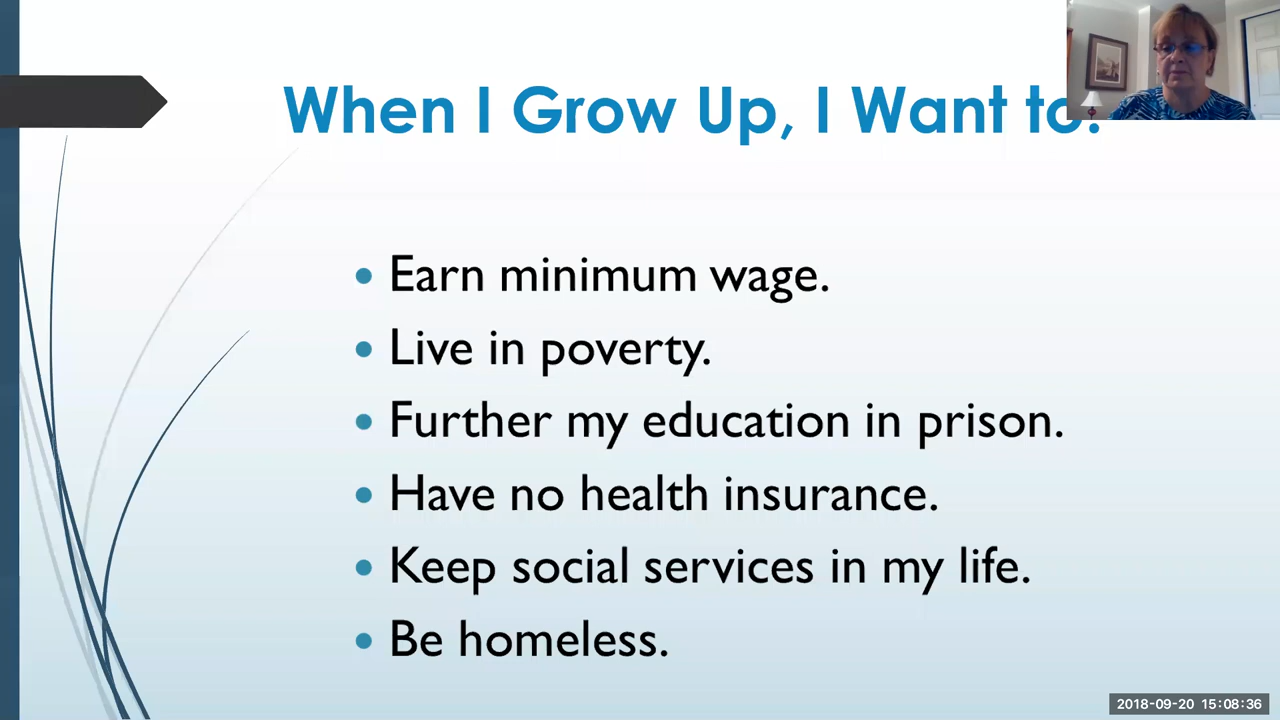 When I Grow Up, I Want to:
Earn minimum wage.
Live in poverty.
Further my education in prison.
Have no health insurance.
Keep social services in my life.
Be homeless.
2018-09-20 15:08:36